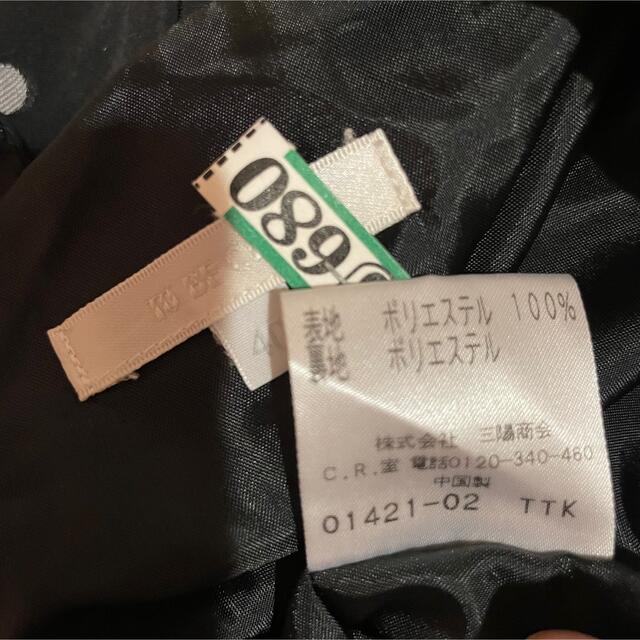 089
40
表地 ポリエステル 100%
裏地 ポリエステル
株式会社 三陽商会
C.R.室 電話0120-340-460
中国製
01421-02 TTK